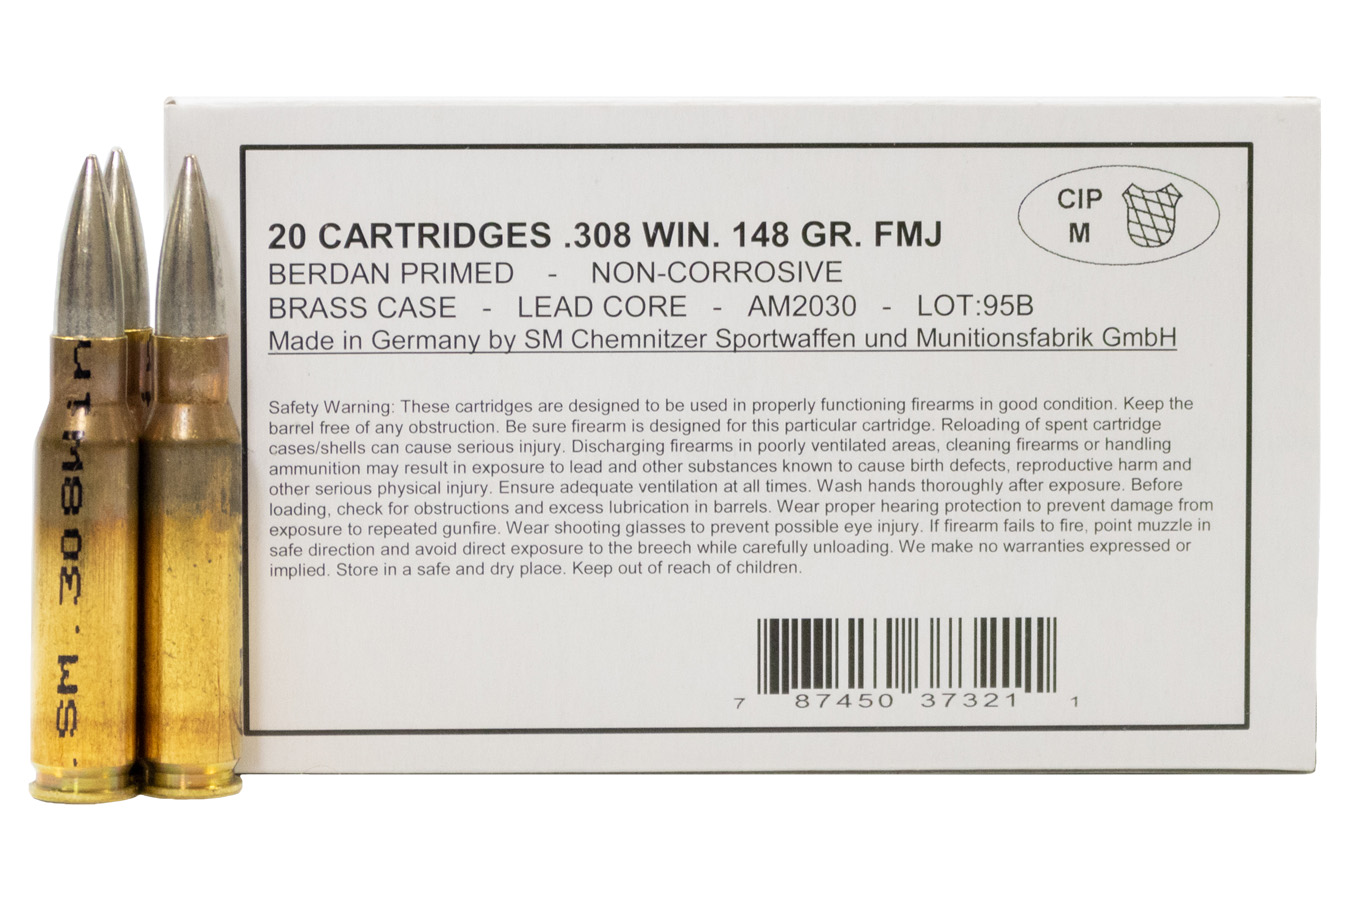 CIP
M
20 CARTRIDGES .308 WIN. 148 GR. FMJ
BERDAN PRIMED - NON-CORROSIVE
BRASS CASE - LEAD CORE - AM2030 - LOT:95B
Made in Germany by SM Chemnitzer Sportwaffen und Munitionsfabrik GmbH
Safety Warning: These cartridges are designed to be used in properly functioning firearms in good condition. Keep the
barrel free of any obstruction. Be sure firearm is designed for this particular cartridge. Reloading of spent cartridge
cases/shells can cause serious injury. Discharging firearms in poorly ventilated areas, cleaning firearms or handling
ammunition may result in exposure to lead and other substances known to cause birth defects, reproductive harm and
other serious physical injury. Ensure adequate ventilation at all times. Wash hands thoroughly after exposure. Before
loading, check for obstructions and excess lubrication in barrels. Wear proper hearing protection to prevent damage from
exposure to repeated gunfire. Wear shooting glasses to prevent possible eye injury. If firearm fails to fire, point muzzle in
safe direction and avoid direct exposure to the breech while carefully unloading. We make no warranties expressed or
implied. Store in a safe and dry place. Keep out of reach of children.
7 87450 37321 1
SM .308Win